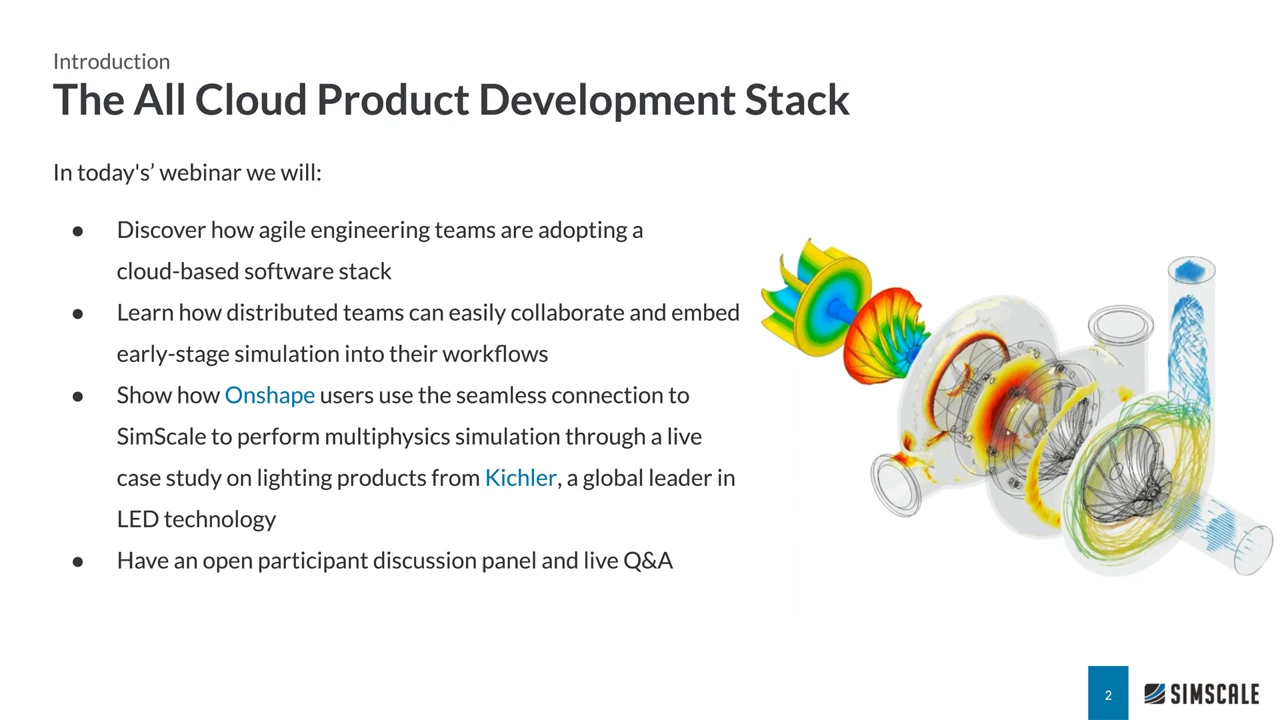 Introduction
The All Cloud Product Development Stack
In today's’ webinar we will:
● Discover how agile engineering teams are adopting a
cloud-based software stack
● Learn how distributed teams can easily collaborate and embed
early-stage simulation into their workflows
● Show how Onshape users use the seamless connection to
SimScale to perform multiphysics simulation through a live
case study on lighting products from Kichler, a global leader in
LED technology
● Have an open participant discussion panel and live Q&A
2
SIMSCALE